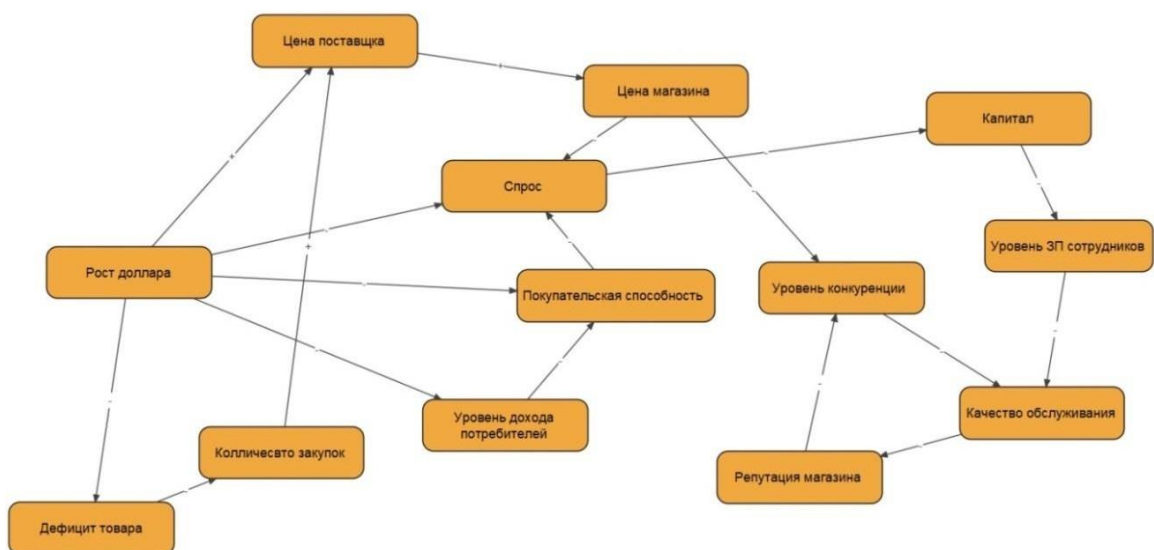 Цена поставщка
+
Цена магазина
Капитал
+
-
-
Спрос
-
-
+
-
-
Уровень ЗП сотрудников
Рост доллара
-
Покупательская способность
Уровень конкуренции
-
-
-
-
-
-
-
Уровень дохода
потребителей
Качество обслуживания
Колличесвто закупок
-
Репутация магазина
-
Дефицит товара